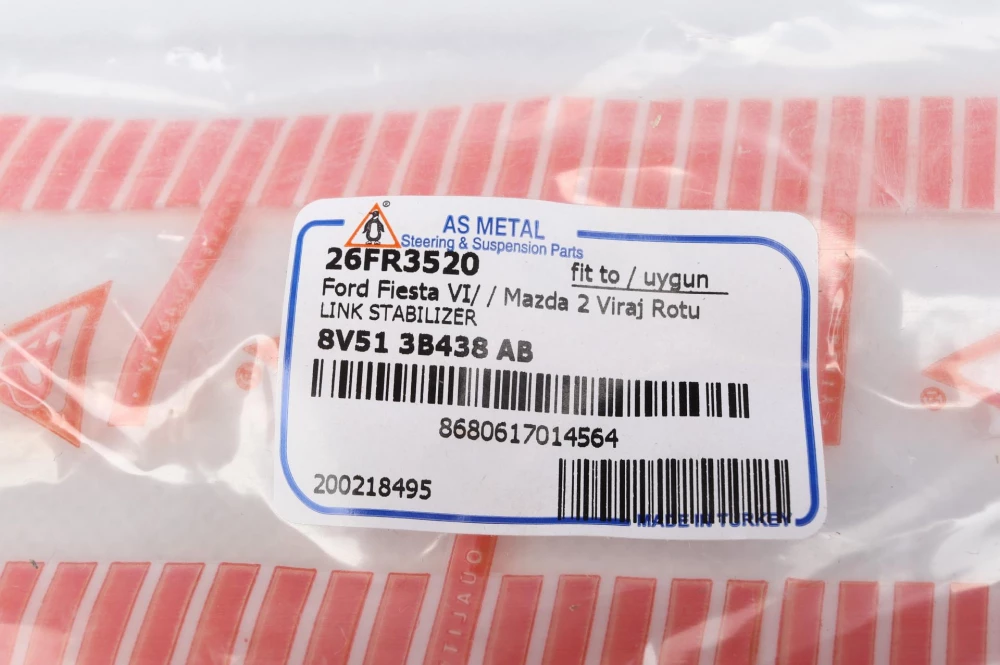 ®
AS METAL
Steering & Suspension Parts
26FR3520
fit to / uygun
Ford Fiesta VI/ / Mazda 2 Viraj Rotu
LINK STABILIZER
8V51 3B438 AB
8680617014564
200218495
MADE IN TURKEY